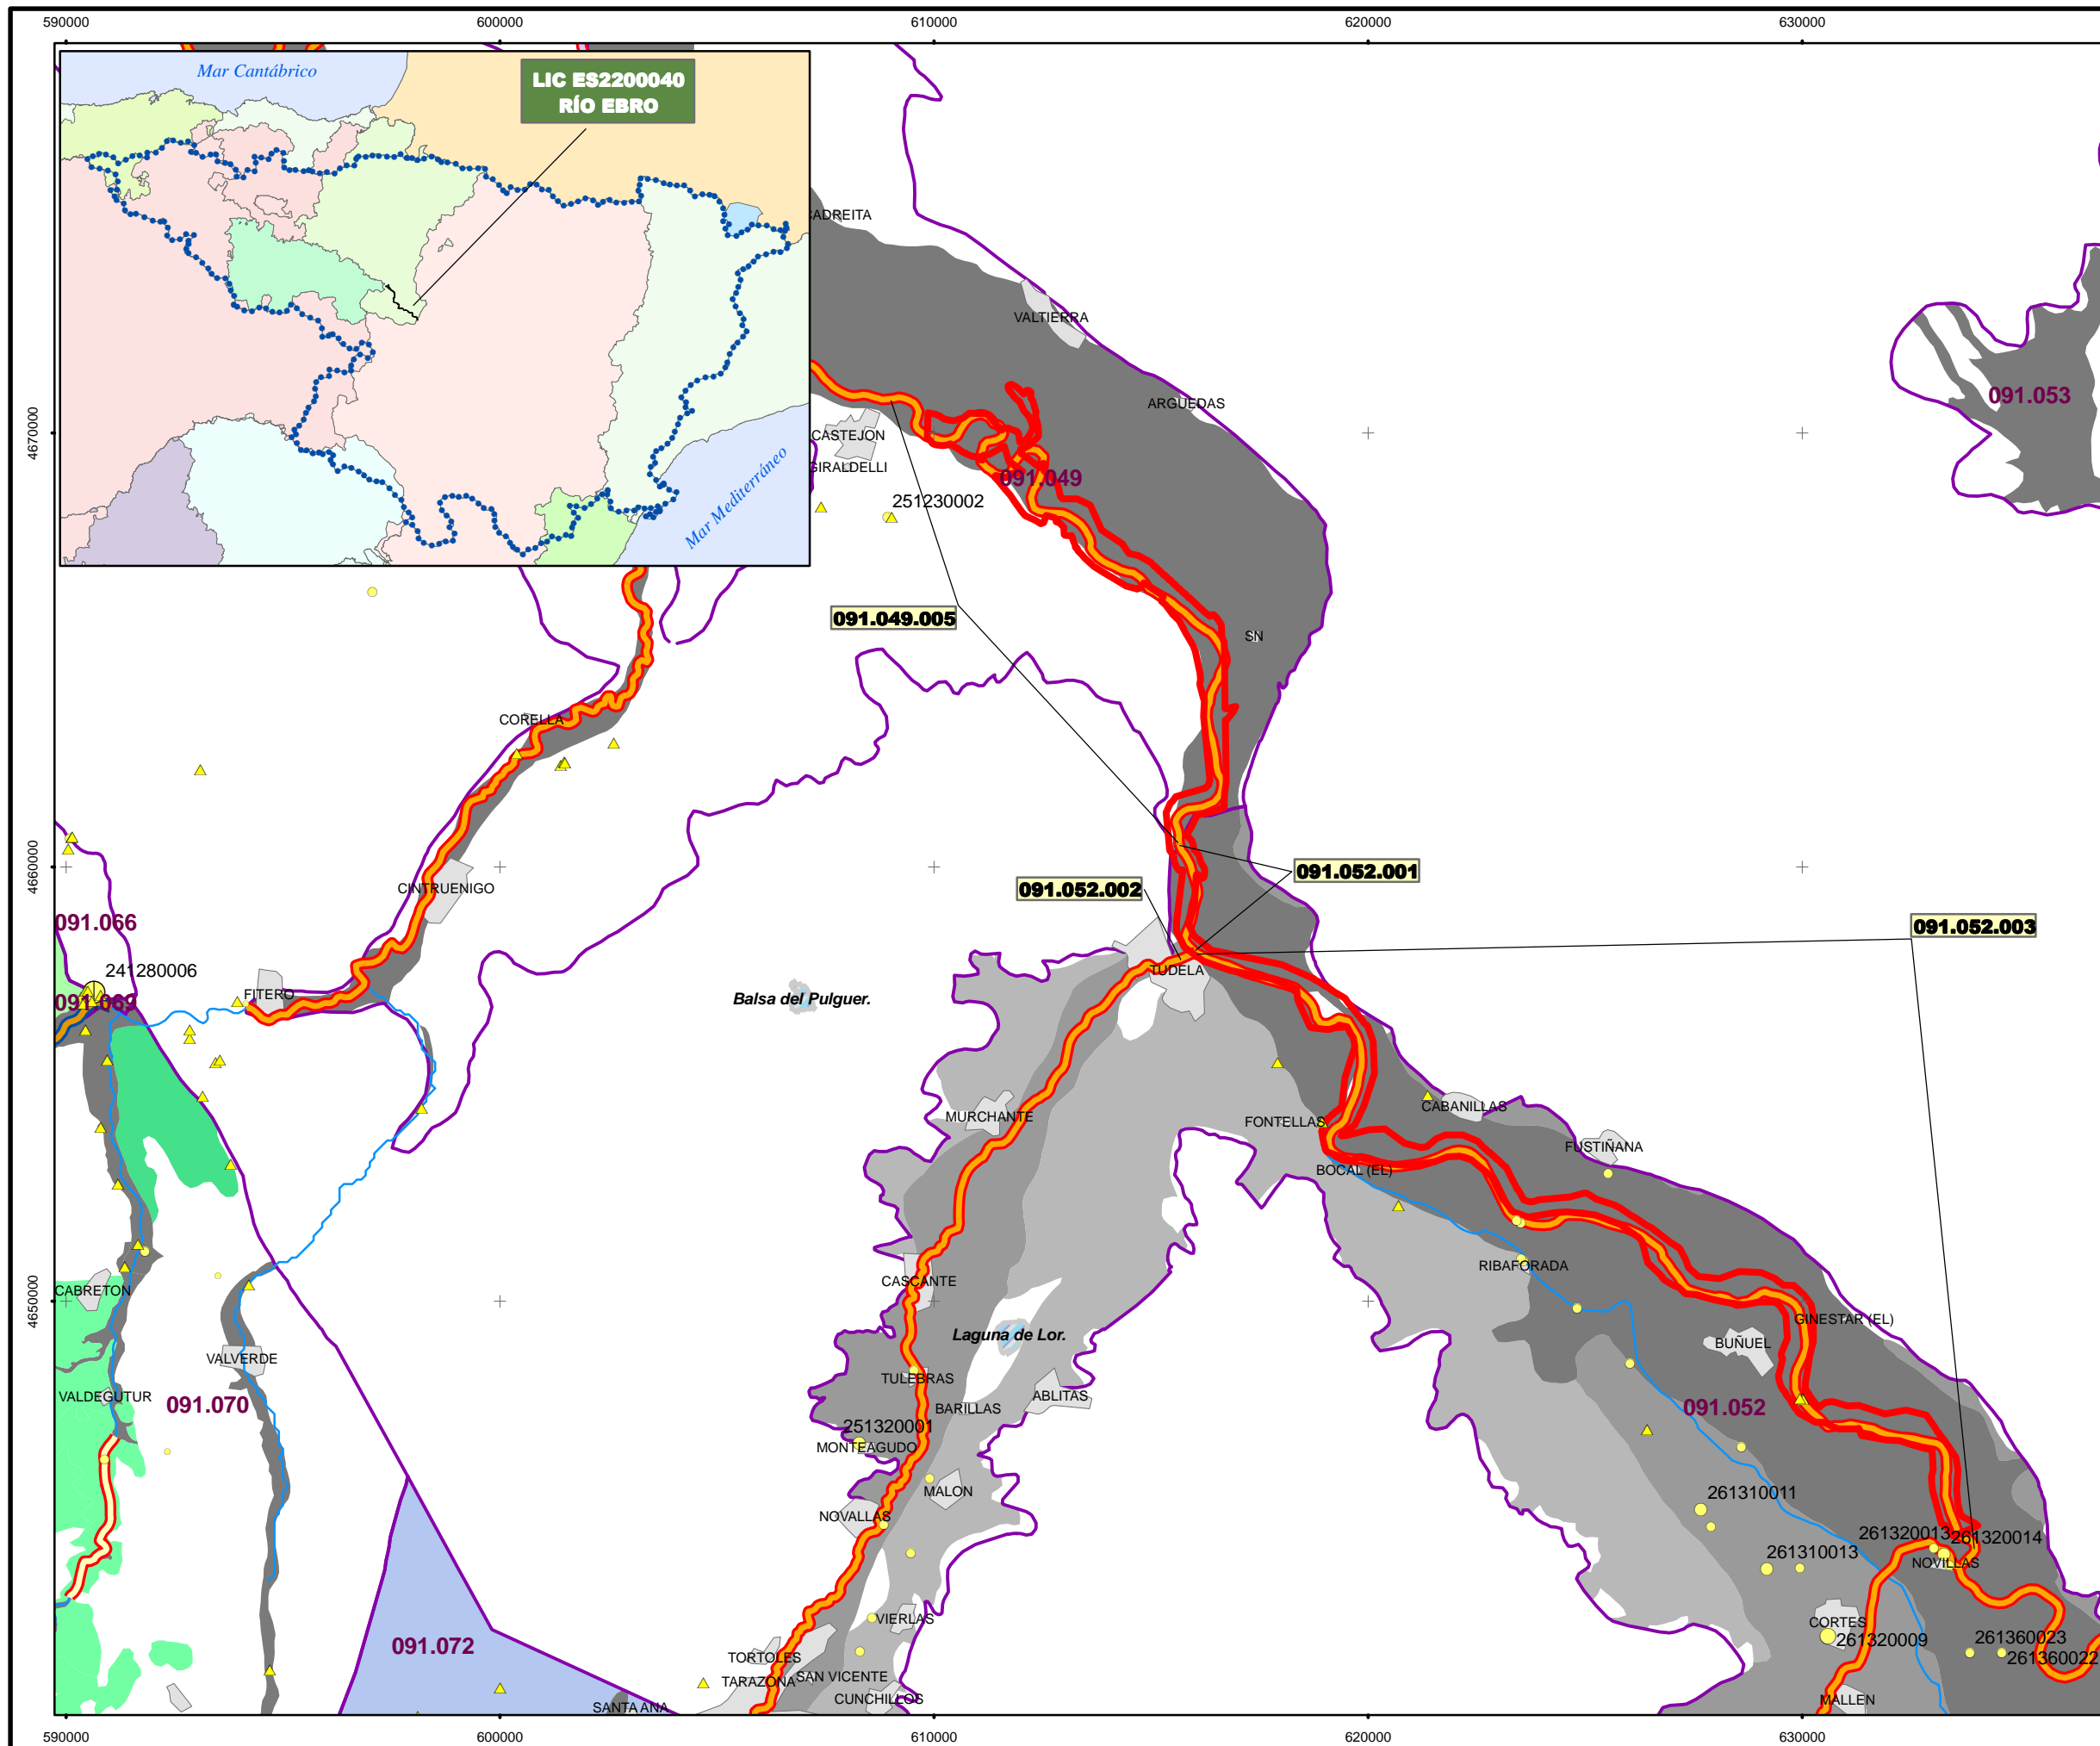 590000
600000
610000
620000
630000
Mar Cantábrico
LIC ES2200040
RÍO EBRO
Mar Mediterráneo
ADREITA
VALTIERRA
ARGUEDAS
091.053
4670000
CASTEJON
GIRALDELLI
091.049
251230002
091.049.005
SN
CORELLA
4660000
CINTRUENIGO
091.052.001
091.052.002
091.066
091.052.003
241280006
TUDELA
FITERO
091.069
Balsa del Pulguer.
MURCHANTE
CABANILLAS
FONTELLAS
FUSTIÑANA
BOCAL (EL)
RIBAFORADA
CASCANTE
CABRETON
4650000
GINESTAR (EL)
Laguna de Lor.
BUÑUEL
VALVERDE
TULEBRAS
VALDEGUTUR
ABLITAS
091.070
BARILLAS
091.052
251320001
MONTEAGUDO
MALON
261310011
NOVALLAS
261320013
261320014
261310013
NOVILLAS
VIERLAS
CORTES
091.072
261320009
261360023
TORTOLES
261360022
SAN VICENTE
TARAZONA
CUNCHILLOS
MALLEN
SANTA ANA
590000
600000
610000
620000
630000